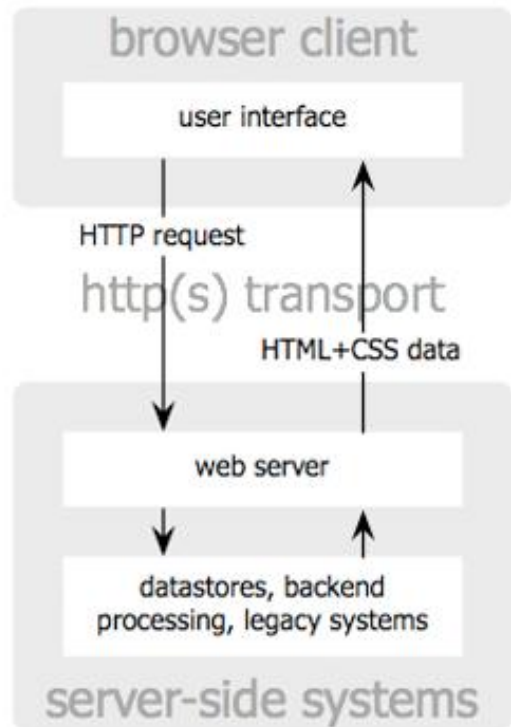 browser client
user interface
HTTP request
http(s) transport
HTML+CSS data
web server
datastores, backend
processing, legacy systems
server-side systems